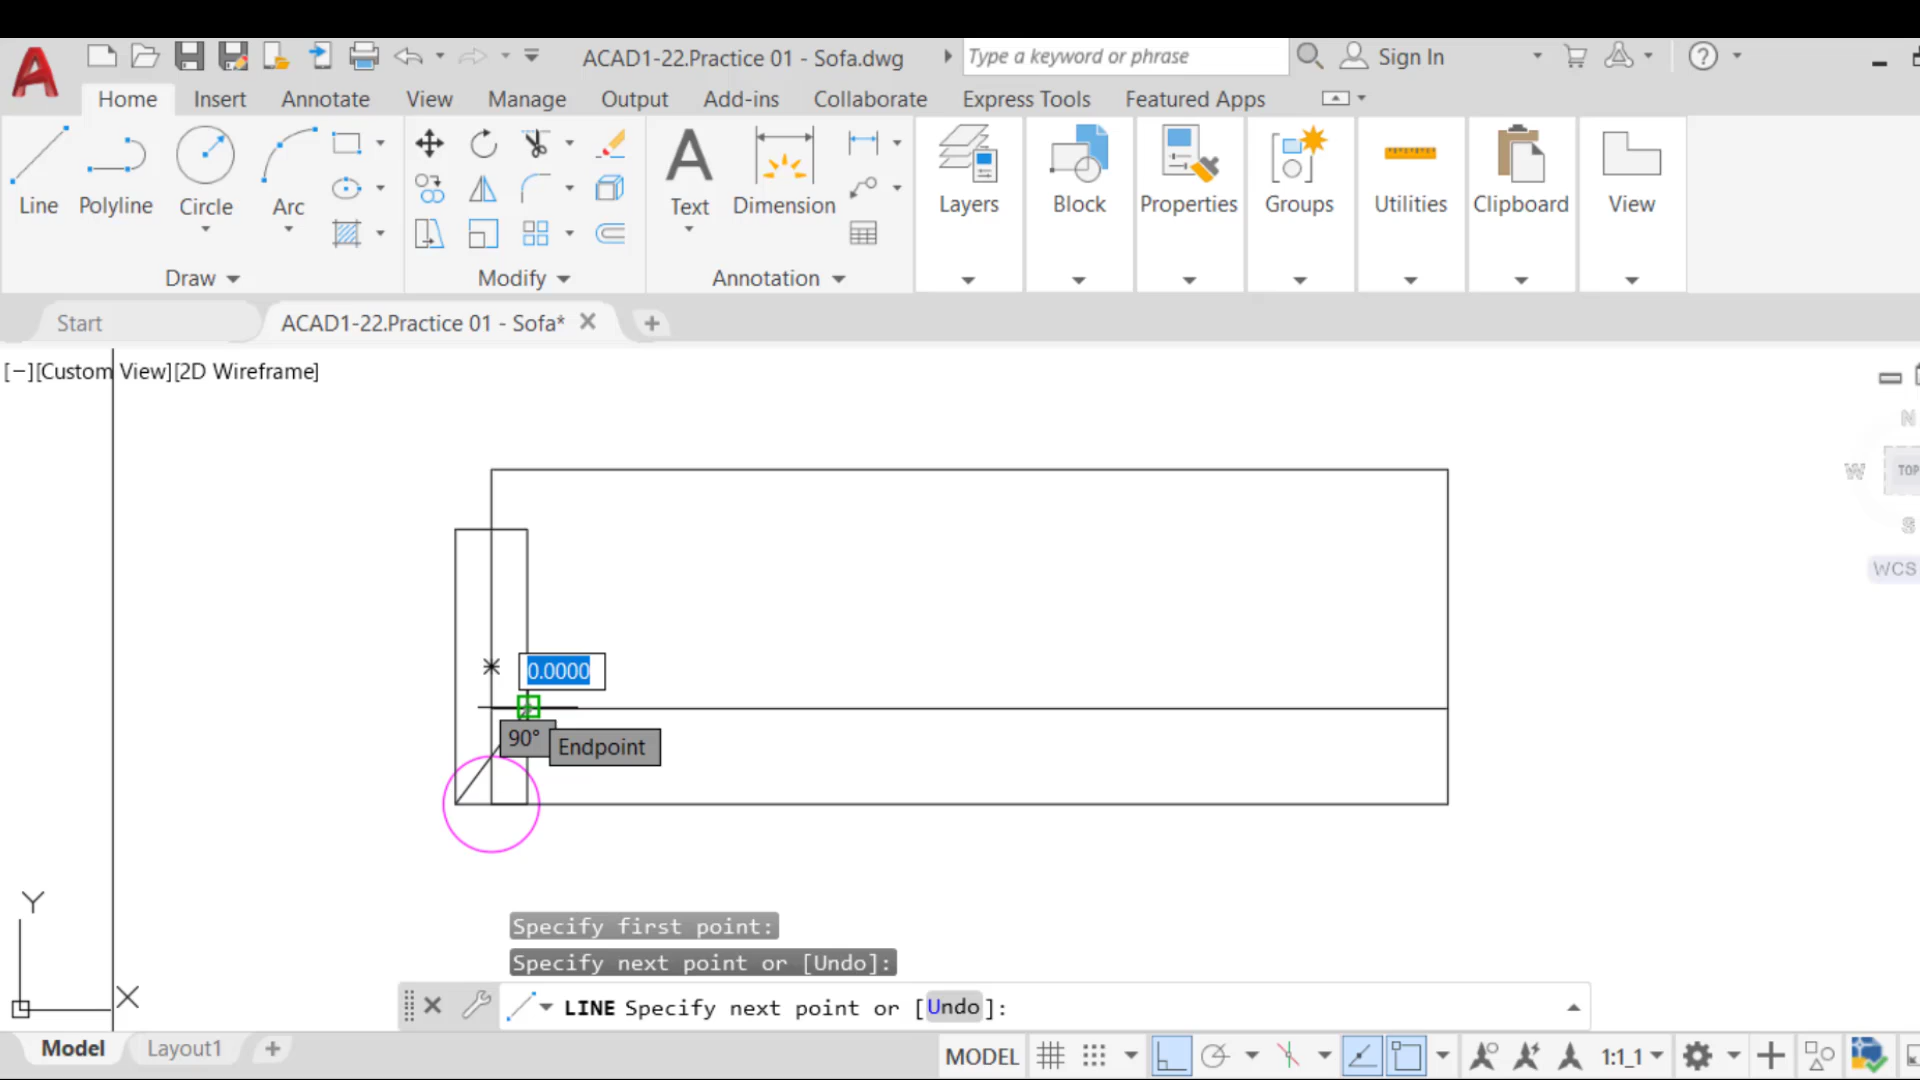 ACAD1-22.Practice 01 - Sofa.dwg
Type a keyword or phrase
Sign In
Home Insert Annotate View Manage Output Add-ins Collaborate Express Tools Featured Apps
Line Polyline Circle Arc
Text Dimension
Layers Block Properties Groups Utilities Clipboard View
Draw Modify Annotation
Start ACAD1-22.Practice 01 - Sofa*
[−][Custom View][2D Wireframe]
N
W TOP
S
WCS
0.0000
90° Endpoint
Y
X
Specify first point:
Specify next point or [Undo]:
LINE Specify next point or [Undo]:
Model Layout1
MODEL 1:1_1